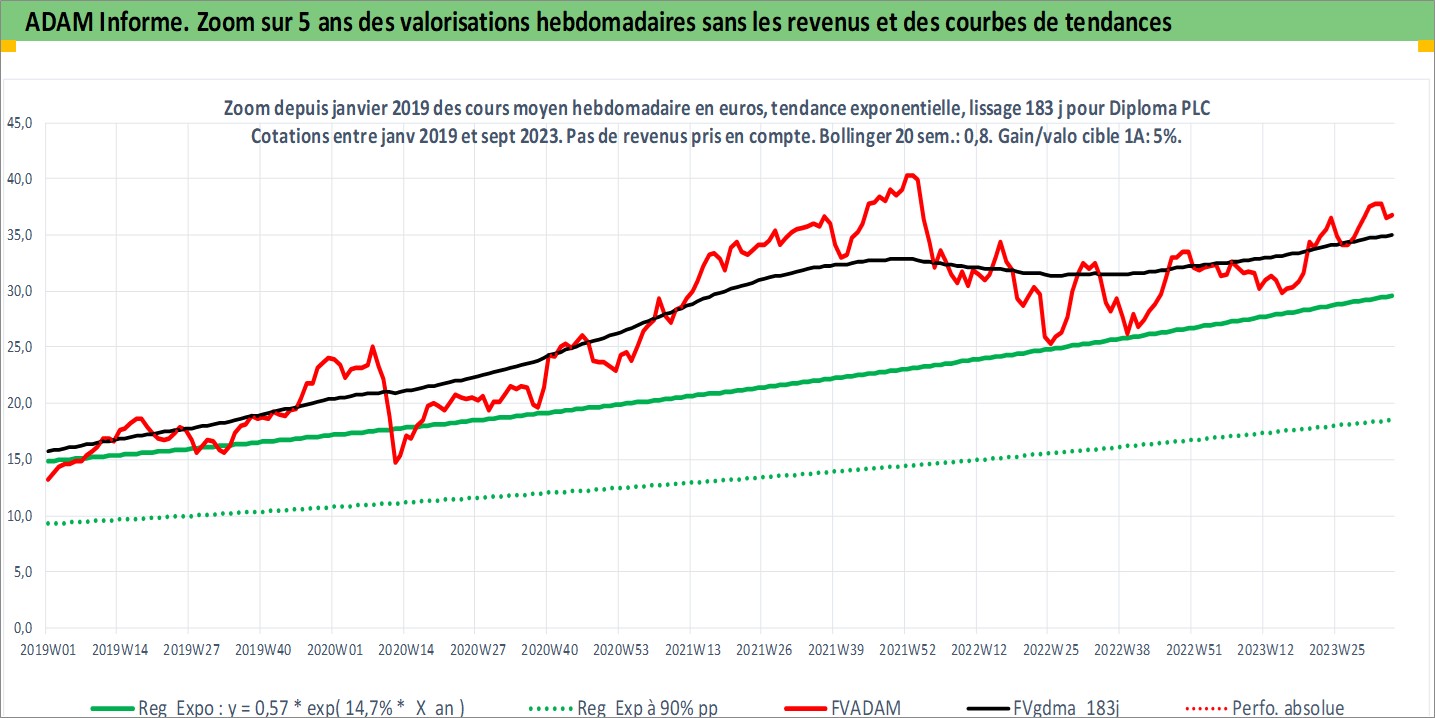 ADAM Informe. Zoom sur 5 ans des valorisations hebdomadaires sans les revenus et des courbes de tendances
Zoom depuis janvier 2019 des cours moyen hebdomadaire en euros, tendance exponentielle, lissage 183 j pour Diploma PLC
Cotations entre janv 2019 et sept 2023. Pas de revenus pris en compte. Bollinger 20 sem.: 0,8. Gain/valo cible 1A: 5%.
45,0
40,0
35,0
30,0
25,0
20,0
15,0
10,0
5,0
0,0
2019W01 2019W14 2019W27 2019W40 2020W01 2020W14 2020W27 2020W40 2020W53 2021W13 2021W26 2021W39 2021W52 2022W12 2022W25 2022W38 2022W51 2023W12 2023W25
Reg Expo : y = 0,57 * exp( 14,7% * X an ) Reg Exp à 90% pp FVADAM FVgdma 183j Perfo. absolue